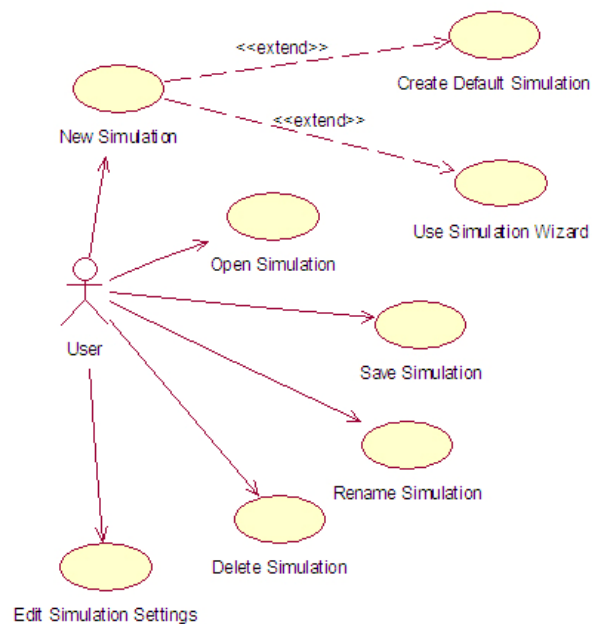 <<extend>>
Create Default Simulation
New Simulation
<<extend>>
Use Simulation Wizard
Open Simulation
User
Save Simulation
Rename Simulation
Delete Simulation
Edit Simulation Settings